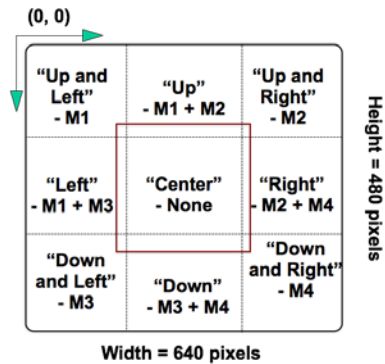 (0, 0)
“Up and
Left”
- M1
“Up”
- M1 + M2
“Up and
Right”
- M2
“Left”
- M1 + M3
“Center”
- None
“Right”
- M2 + M4
“Down
and Left”
- M3
“Down”
- M3 + M4
“Down
and Right”
- M4
Height = 480 pixels
Width = 640 pixels